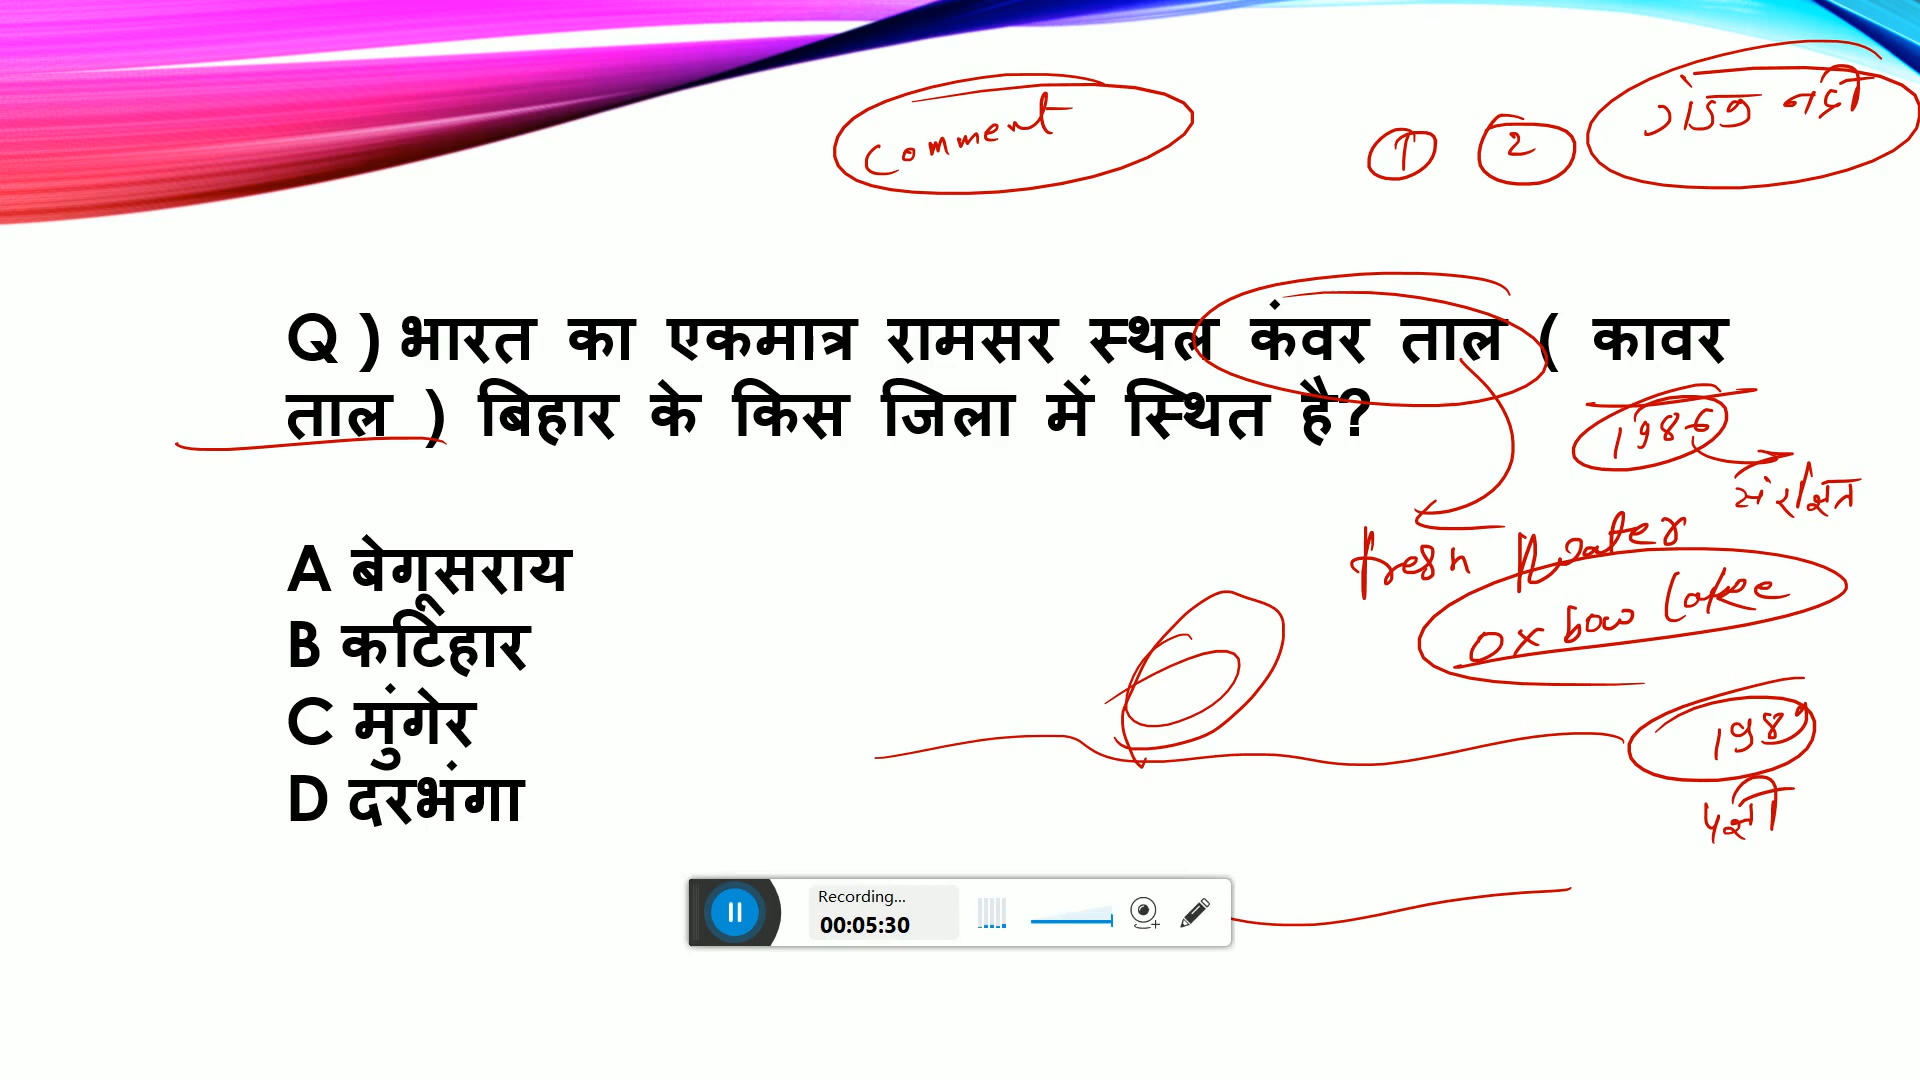 comment
1
2
गंडक नदी
Q ) भारत का एकमात्र रामसर स्थल कंवर ताल ( कावर
ताल ) बिहार के किस जिला में स्थित है?
1986
संरक्षित
fresh water
ox bow lake
A बेगूसराय
B कटिहार
C मुंगेर
D दरभंगा
1989
पक्षी
Recording...
00:05:30